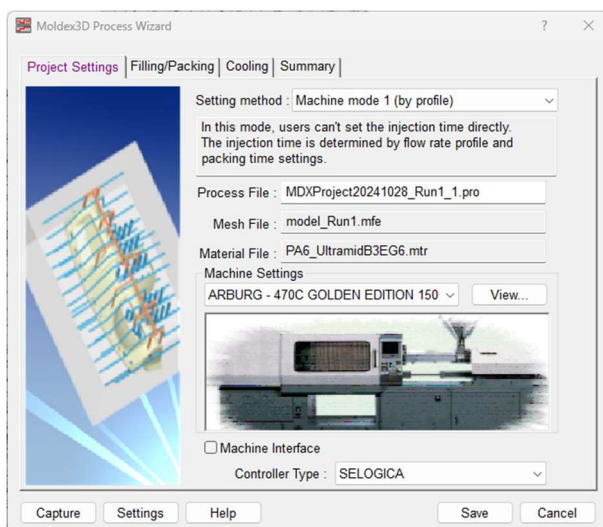 Moldex3D Process Wizard
Project Settings Filling/Packing Cooling Summary
Setting method : Machine mode 1 (by profile)
In this mode, users can't set the injection time directly.
The injection time is determined by flow rate profile and
packing time settings.
Process File : MDXProject20241028_Run1_1.pro
Mesh File : model_Run1.mfe
Material File : PA6_UltramidB3EG6.mtr
Machine Settings
ARBURG - 470C GOLDEN EDITION 150 View...
Machine Interface
Controller Type : SELOGICA
Capture Settings Help Save Cancel